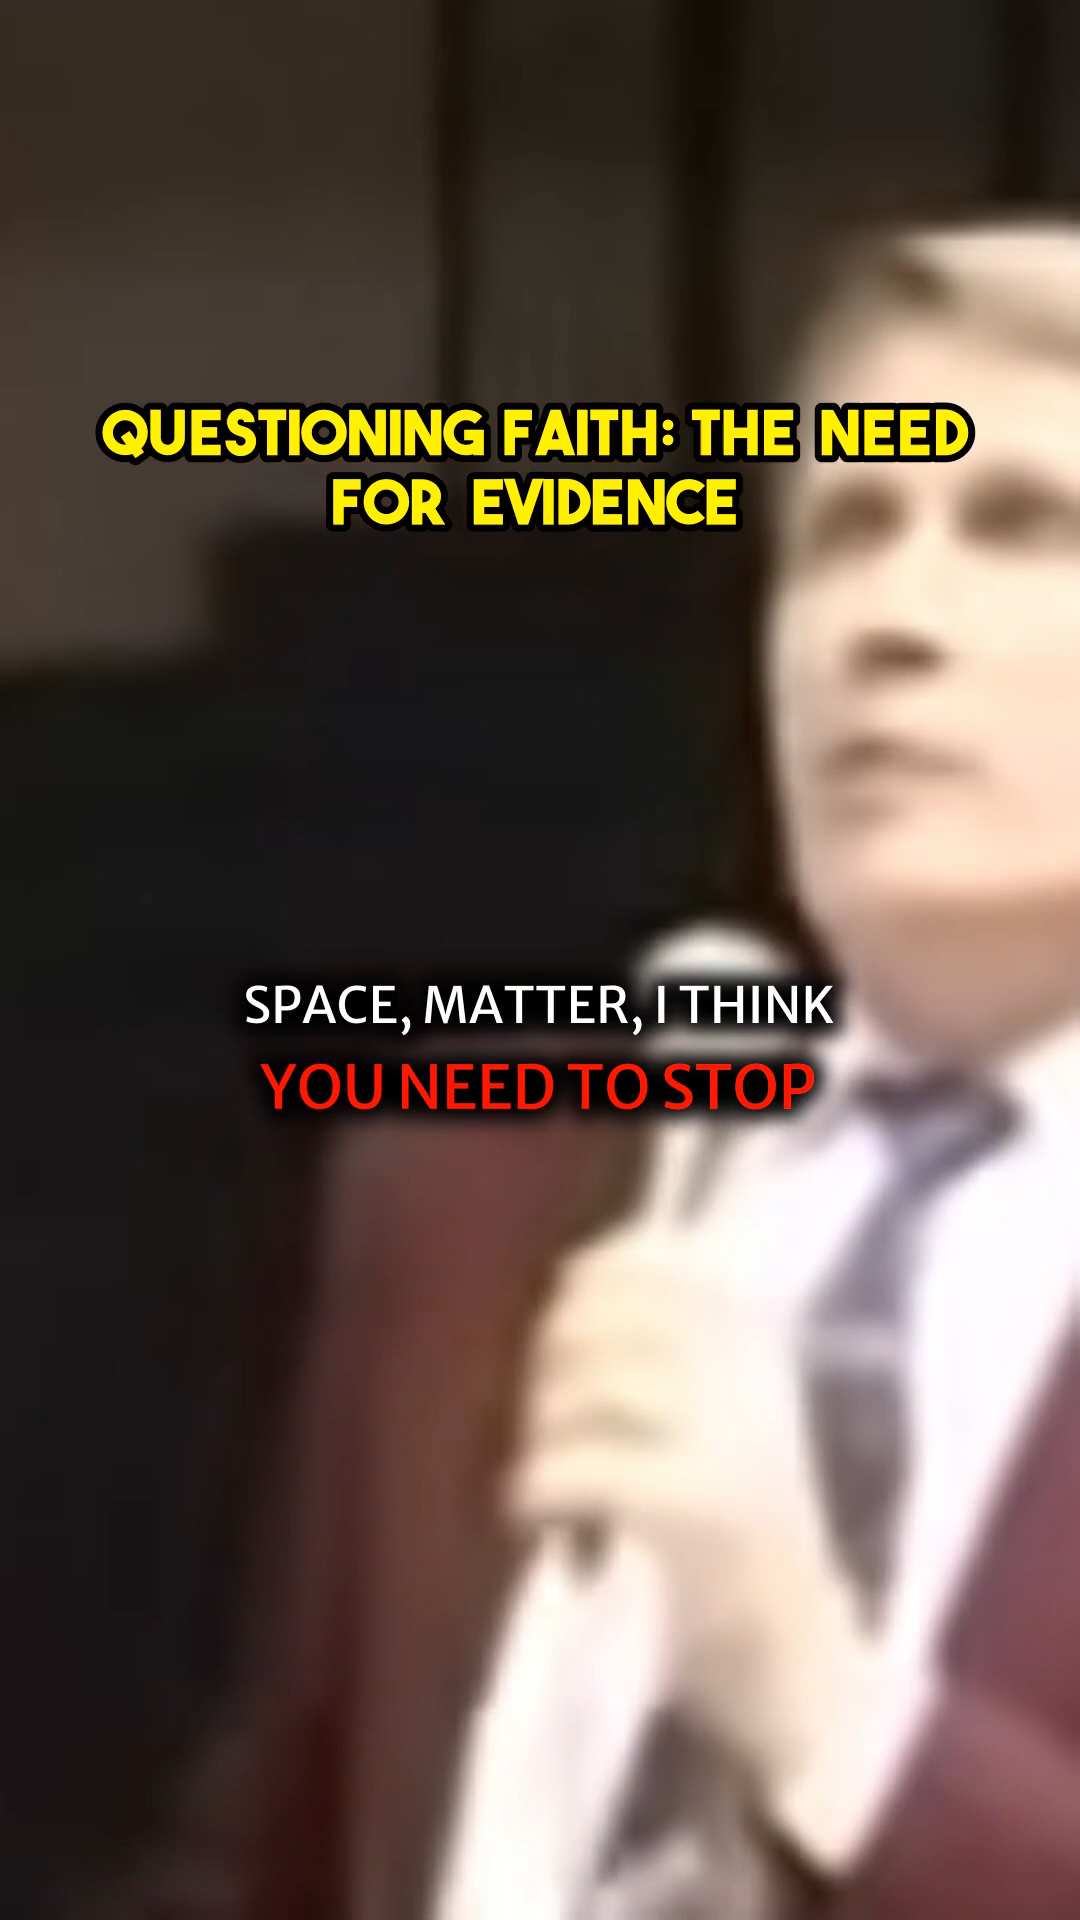 QUESTIONING FAITH: THE NEED
FOR EVIDENCE
SPACE, MATTER, I THINK
YOU NEED TO STOP